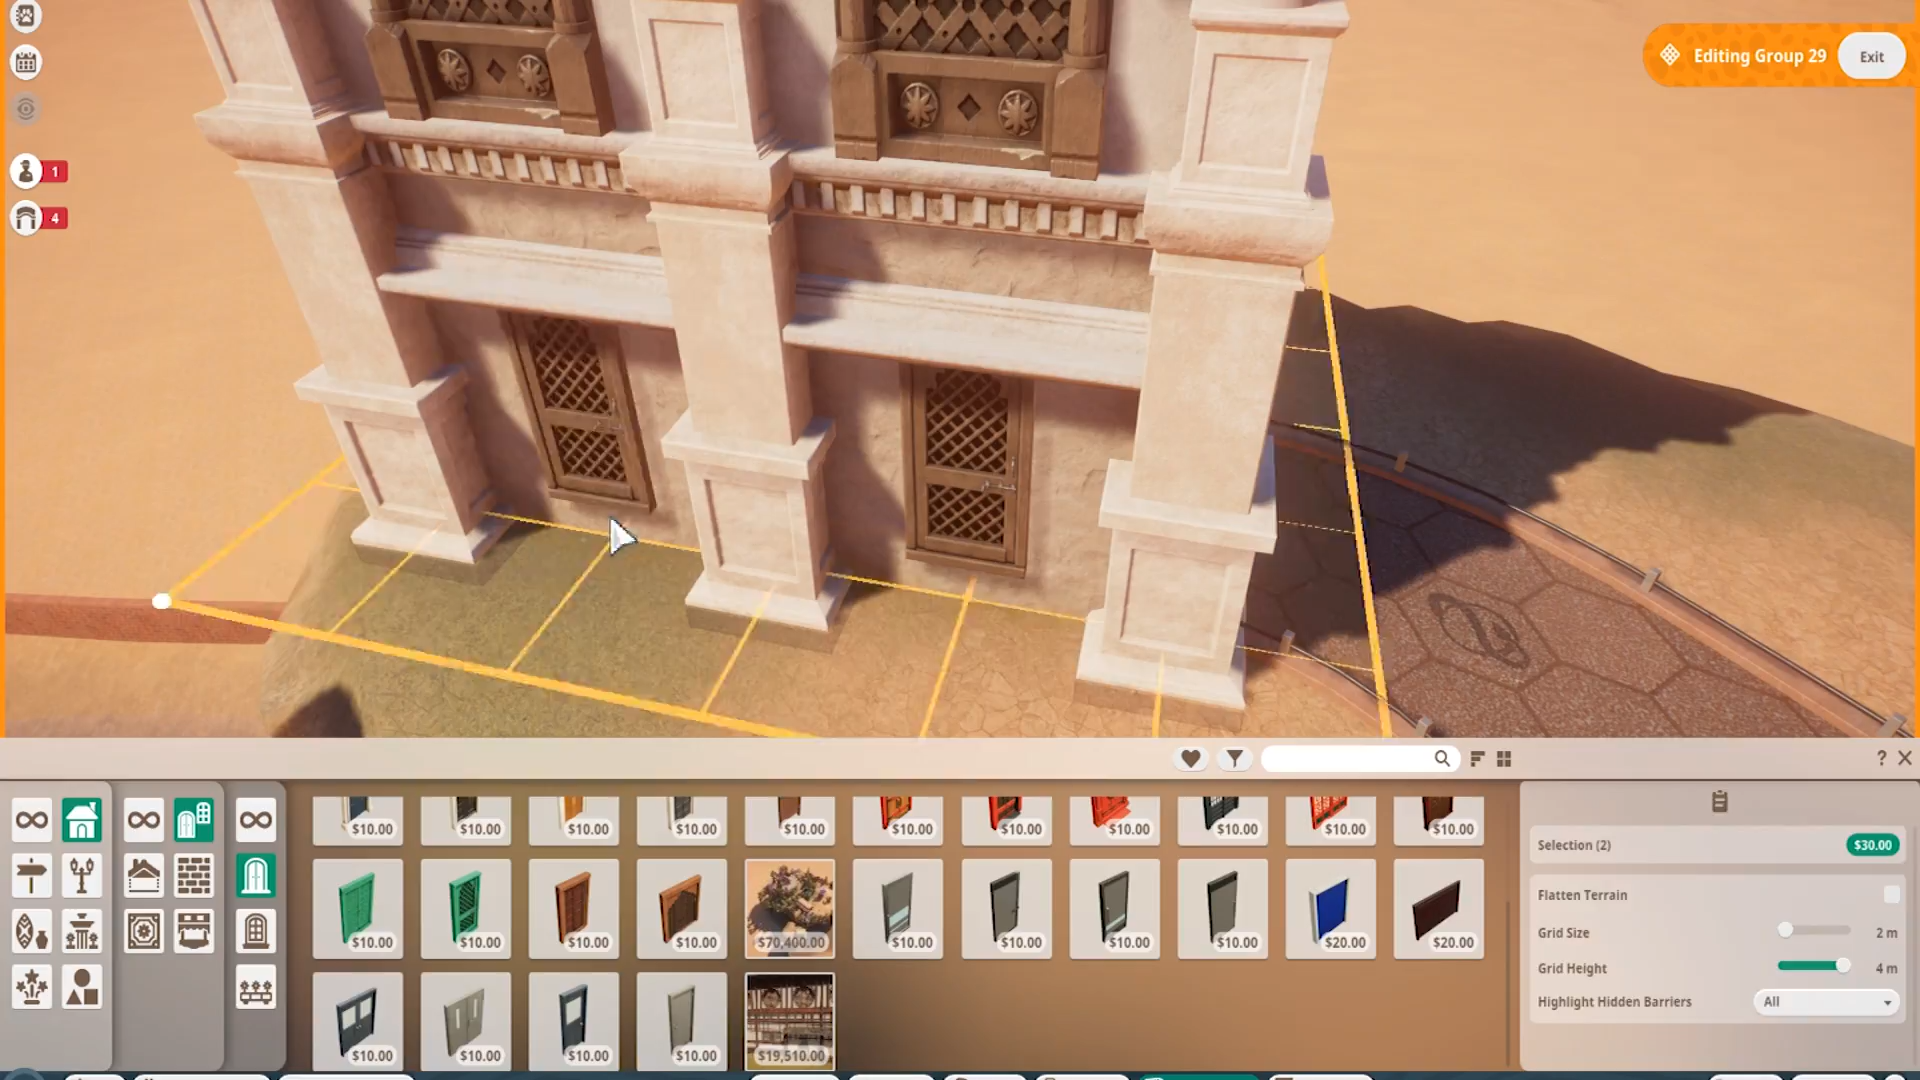 Editing Group 29
Exit
1
4
?
$10.00 $10.00 $10.00 $10.00 $10.00 $10.00 $10.00 $10.00 $10.00 $10.00 $10.00
Selection (2) $30.00
Flatten Terrain
$10.00 $10.00 $10.00 $10.00 $70,400.00 $10.00 $10.00 $10.00 $10.00 $20.00 $20.00
Grid Size 2 m
Grid Height 4 m
Highlight Hidden Barriers All
$10.00 $10.00 $10.00 $10.00 $19,510.00